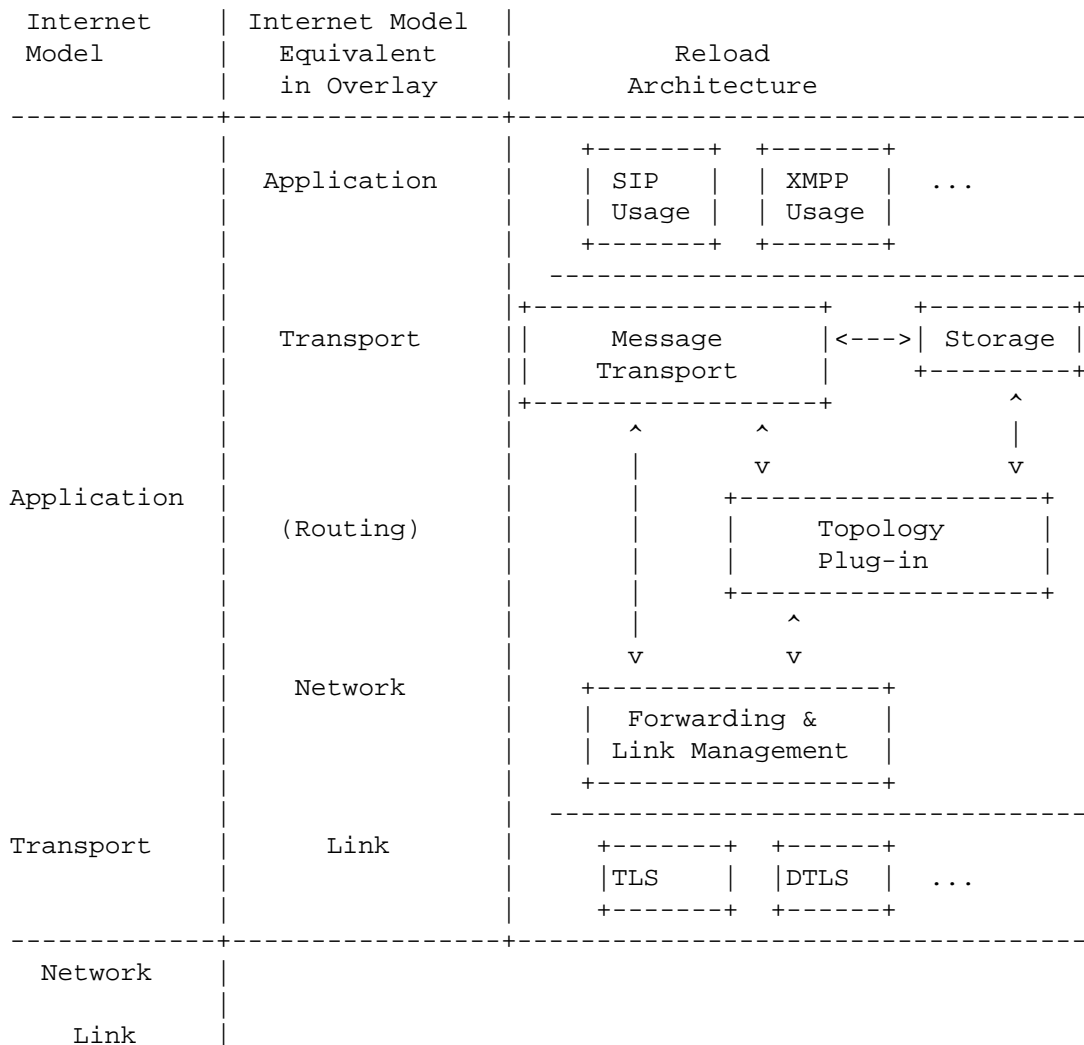 Internet | Internet Model |
Model | Equivalent | Reload
| in Overlay | Architecture
-------------+-----------------+------------------------------------
| | +-------+ +-------+
| Application | | SIP | | XMPP | ...
| | | Usage | | Usage |
| | +-------+ +-------+
| | ----------------------------------
| |+------------------+ +---------+
| Transport || Message |<--->| Storage |
| || Transport | +---------+
| |+------------------+ ^
| | ^ ^ |
| | | v v
Application | | | +-------------------+
| (Routing) | | | Topology |
| | | | Plug-in |
| | | +-------------------+
| | | ^
| | v v
| Network | +------------------+
| | | Forwarding & |
| | | Link Management |
| | +------------------+
| | ----------------------------------
Transport | Link | +-------+ +------+
| | |TLS | |DTLS | ...
| | +-------+ +------+
-------------+-----------------+------------------------------------
Network |
|
Link |